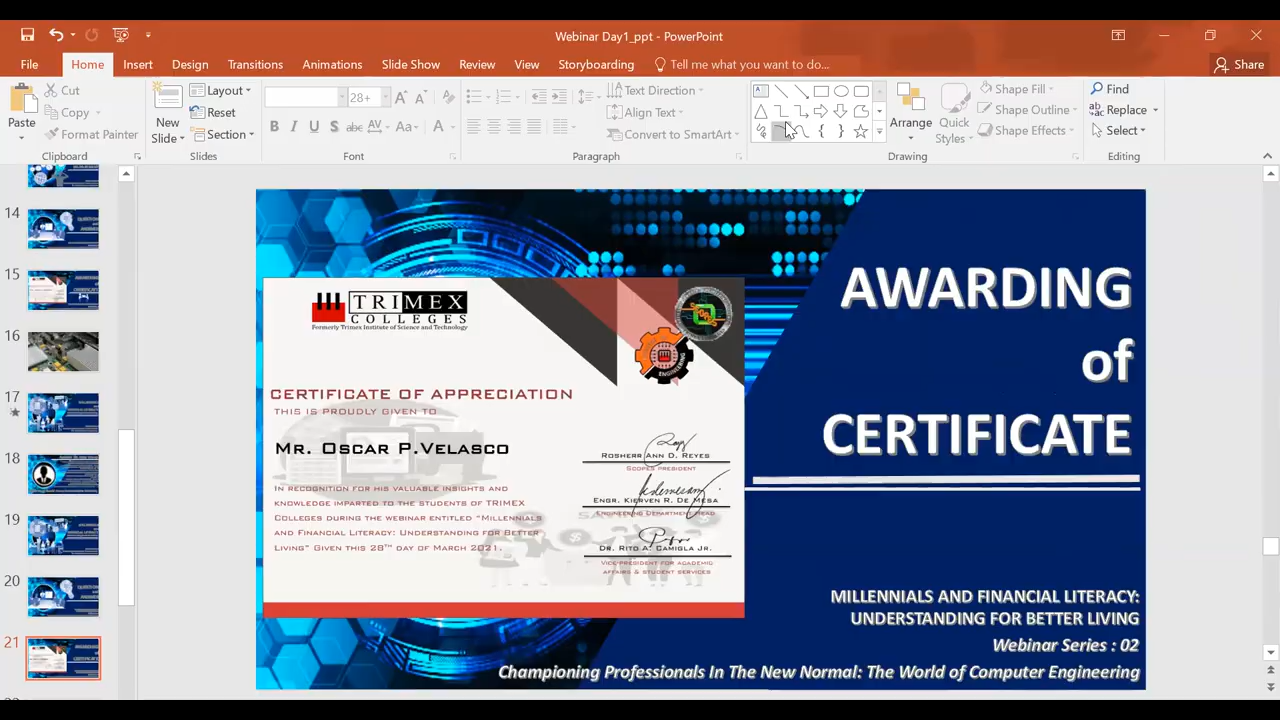 Webinar Day1_ppt - PowerPoint
File Home Insert Design Transitions Animations Slide Show Review View Storyboarding Tell me what you want to do... Share
Paste
Cut
Copy
Format Painter
Clipboard
New Slide
Layout
Reset
Section
Slides
28+
B I U S abc AV Aa A
Font
Text Direction
Align Text
Convert to SmartArt
Paragraph
Arrange
Quick Styles
Shape Fill
Shape Outline
Shape Effects
Drawing
Find
Replace
Select
Editing
14
15
16
17
18
19
20
21
TRIMEX
COLLEGES
Formerly Trimex Institute of Science and Technology
ENGINEERING
CERTIFICATE OF APPRECIATION
THIS IS PROUDLY GIVEN TO
MR. OSCAR P.VELASCO
IN RECOGNITION FOR HIS VALUABLE INSIGHTS AND
KNOWLEDGE IMPARTED TO THE STUDENTS OF TRIMEX
COLLEGES DURING THE WEBINAR ENTITLED "MILLENNIALS
AND FINANCIAL LITERACY: UNDERSTANDING FOR BETTER
LIVING" GIVEN THIS 28TH DAY OF MARCH 2021.
ROSHERR ANN D. REYES
SCOPES PRESIDENT
ENGR. KIERVEN R. DE MESA
ENGINEERING DEPARTMENT HEAD
DR. RITO A. CAMIGLA JR.
VICE PRESIDENT FOR ACADEMIC
AFFAIRS & STUDENT SERVICES
AWARDING
of
CERTIFICATE
MILLENNIALS AND FINANCIAL LITERACY:
UNDERSTANDING FOR BETTER LIVING
Webinar Series : 02
Championing Professionals In The New Normal: The World of Computer Engineering